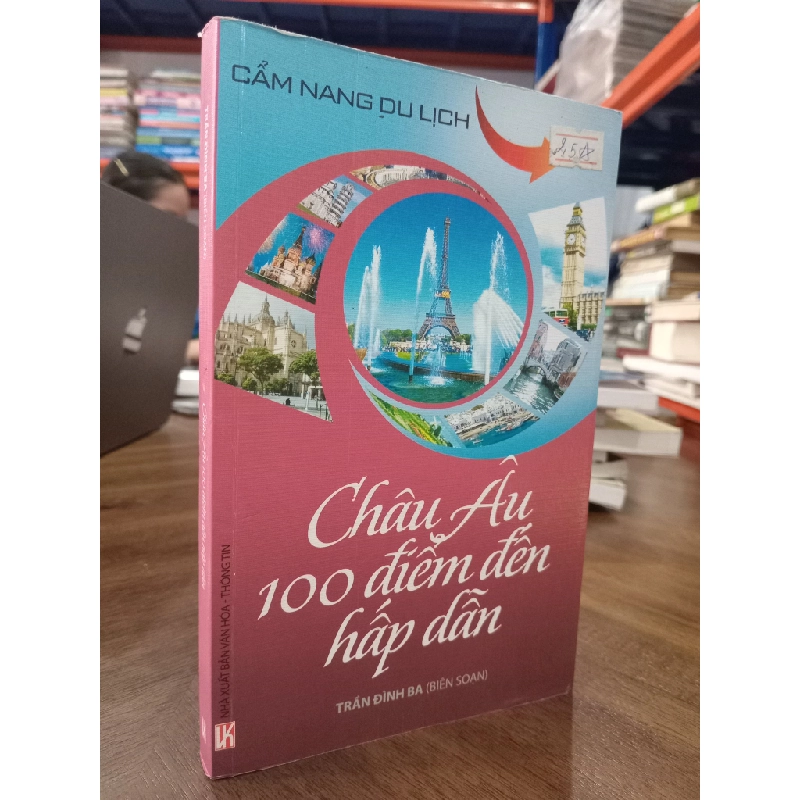 CẨM NANG DU LỊCH
Châu Âu
100 điểm đến
hấp dẫn
TRẦN ĐÌNH BA (BIÊN SOẠN)
NHÀ XUẤT BẢN VĂN HÓA - THÔNG TIN